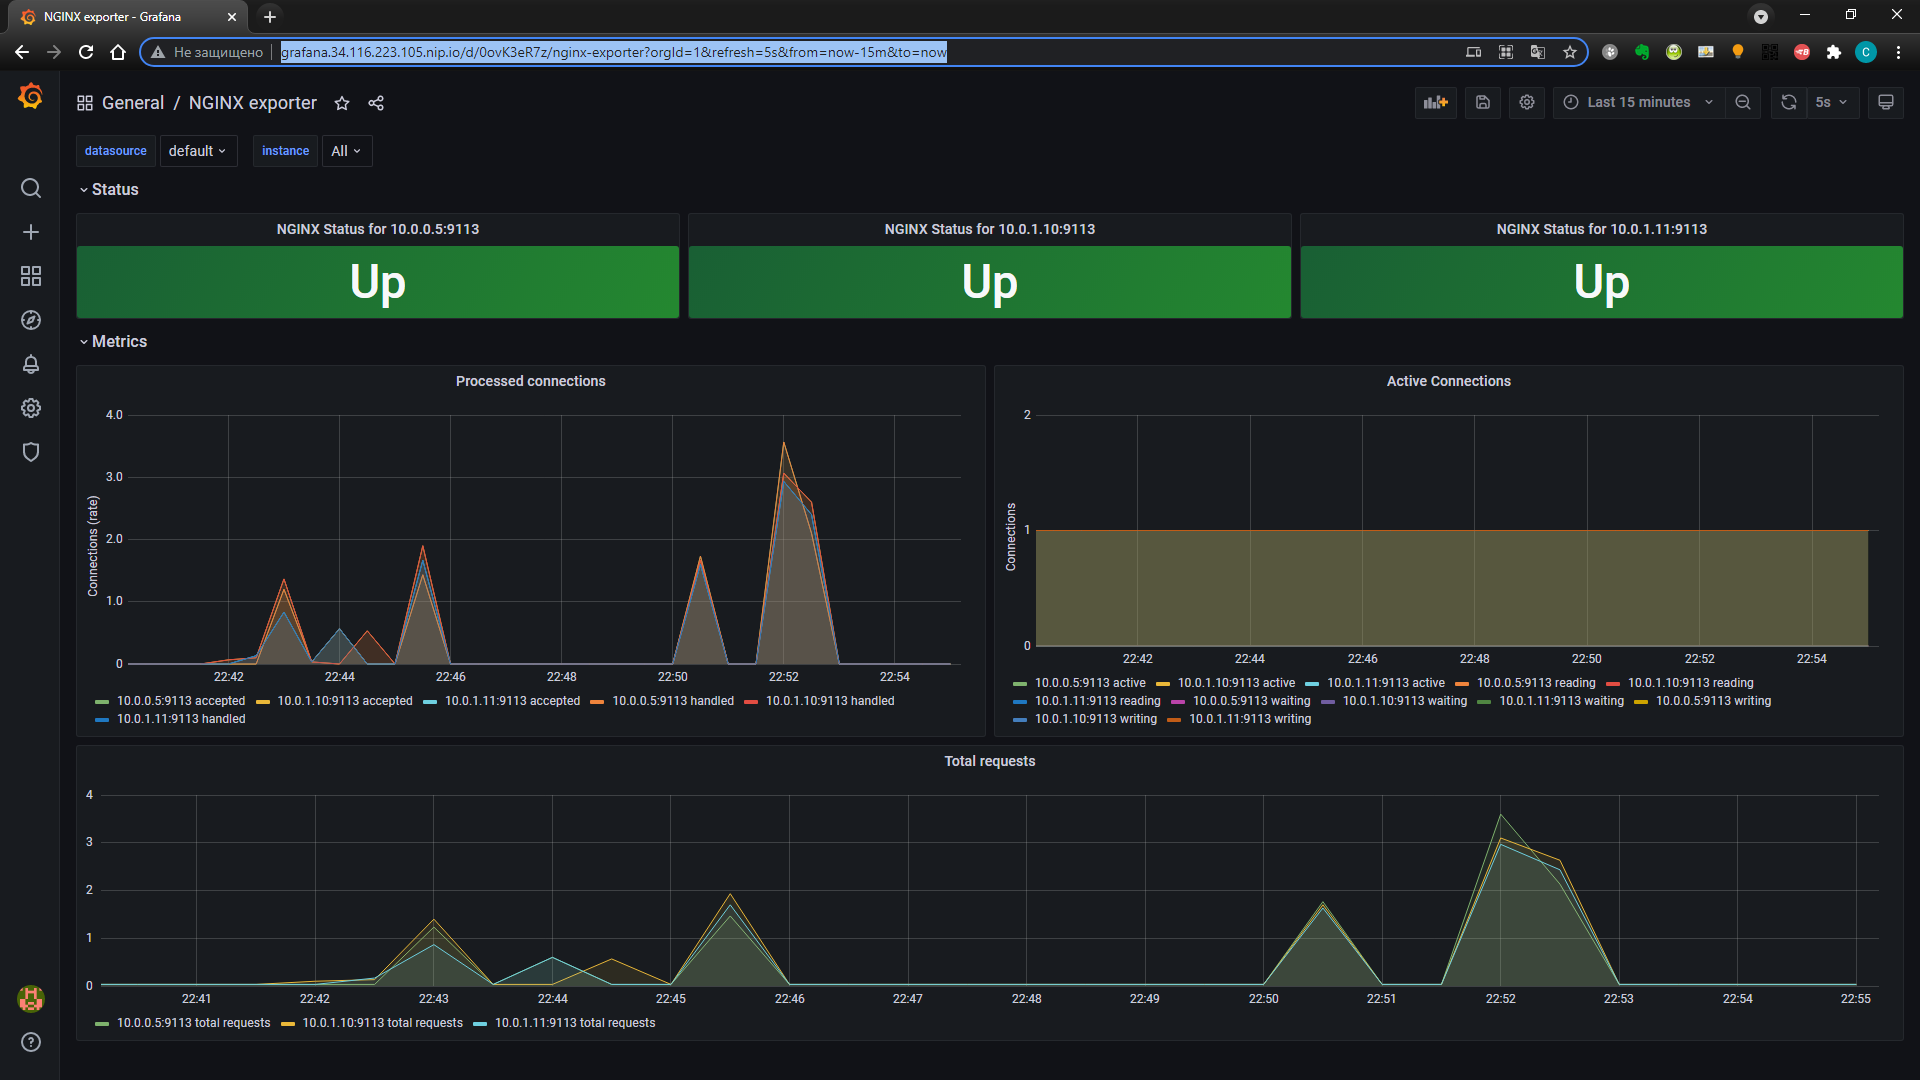 NGINX exporter - Grafana
Не защищено
grafana.34.116.223.105.nip.io/d/0ovK3eR7z/nginx-exporter?orgId=1&refresh=5s&from=now-15m&to=now
C
General / NGINX exporter
Last 15 minutes
5s
datasource default instance All
Status
NGINX Status for 10.0.0.5:9113
Up
NGINX Status for 10.0.1.10:9113
Up
NGINX Status for 10.0.1.11:9113
Up
Metrics
Processed connections
Connections (rate)
4.0
3.0
2.0
1.0
0
22:42 22:44 22:46 22:48 22:50 22:52 22:54
10.0.0.5:9113 accepted 10.0.1.10:9113 accepted 10.0.1.11:9113 accepted 10.0.0.5:9113 handled 10.0.1.10:9113 handled
10.0.1.11:9113 handled
Active Connections
Connections
2
1
0
22:42 22:44 22:46 22:48 22:50 22:52 22:54
10.0.0.5:9113 active 10.0.1.10:9113 active 10.0.1.11:9113 active 10.0.0.5:9113 reading 10.0.1.10:9113 reading
10.0.1.11:9113 reading 10.0.0.5:9113 waiting 10.0.1.10:9113 waiting 10.0.1.11:9113 waiting 10.0.0.5:9113 writing
10.0.1.10:9113 writing 10.0.1.11:9113 writing
Total requests
4
3
2
1
0
22:41 22:42 22:43 22:44 22:45 22:46 22:47 22:48 22:49 22:50 22:51 22:52 22:53 22:54 22:55
10.0.0.5:9113 total requests 10.0.1.10:9113 total requests 10.0.1.11:9113 total requests